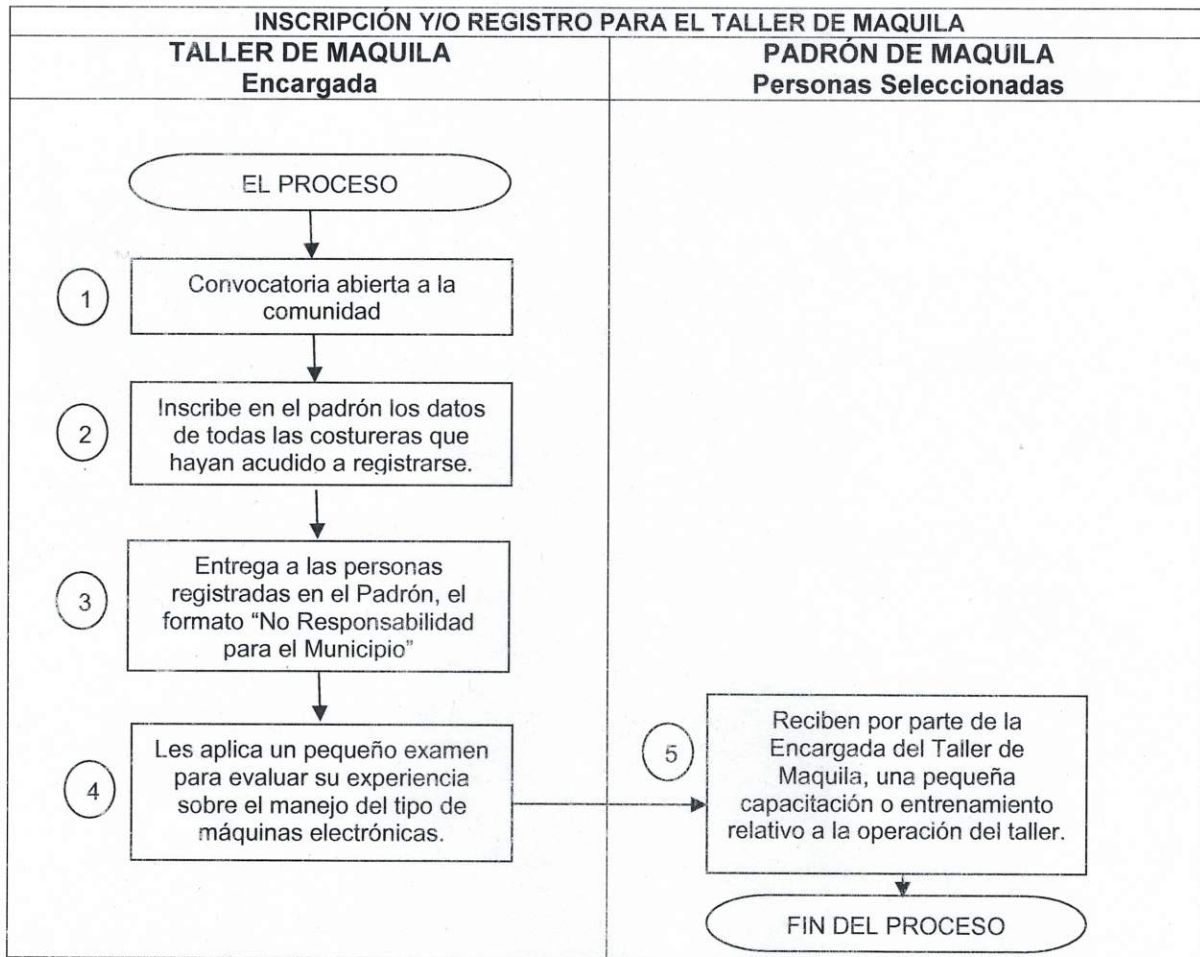 INSCRIPCIÓN Y/O REGISTRO PARA EL TALLER DE MAQUILA
TALLER DE MAQUILA
Encargada
PADRÓN DE MAQUILA
Personas Seleccionadas
EL PROCESO
1
Convocatoria abierta a la
comunidad
2
Inscribe en el padrón los datos
de todas las costureras que
hayan acudido a registrarse.
3
Entrega a las personas
registradas en el Padrón, el
formato “No Responsabilidad
para el Municipio”
4
Les aplica un pequeño examen
para evaluar su experiencia
sobre el manejo del tipo de
máquinas electrónicas.
5
Reciben por parte de la
Encargada del Taller de
Maquila, una pequeña
capacitación o entrenamiento
relativo a la operación del taller.
FIN DEL PROCESO